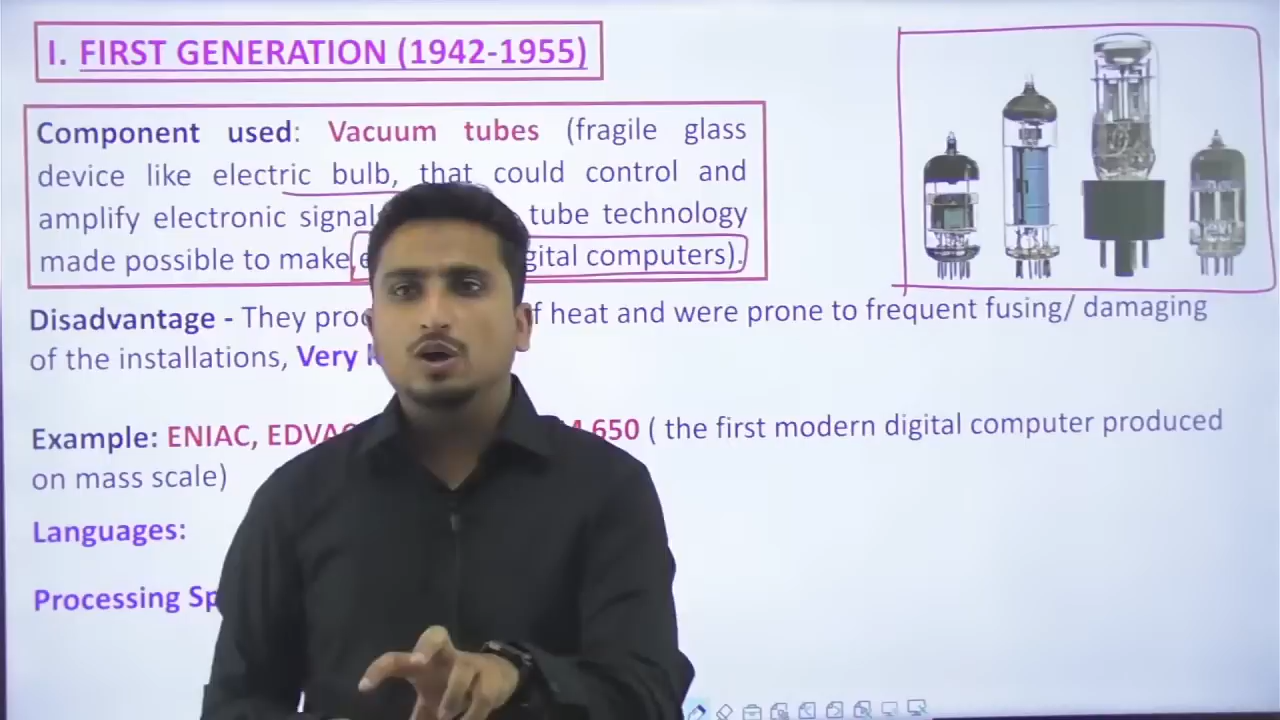 I. FIRST GENERATION (1942-1955)
Component used: Vacuum tubes (fragile glass
device like electric bulb, that could control and
amplify electronic signal tube technology
made possible to make gital computers).
Disadvantage - They pro f heat and were prone to frequent fusing/ damaging
of the installations, Very
Example: ENIAC, EDVAC 650 ( the first modern digital computer produced
on mass scale)
Languages:
Processing Sp